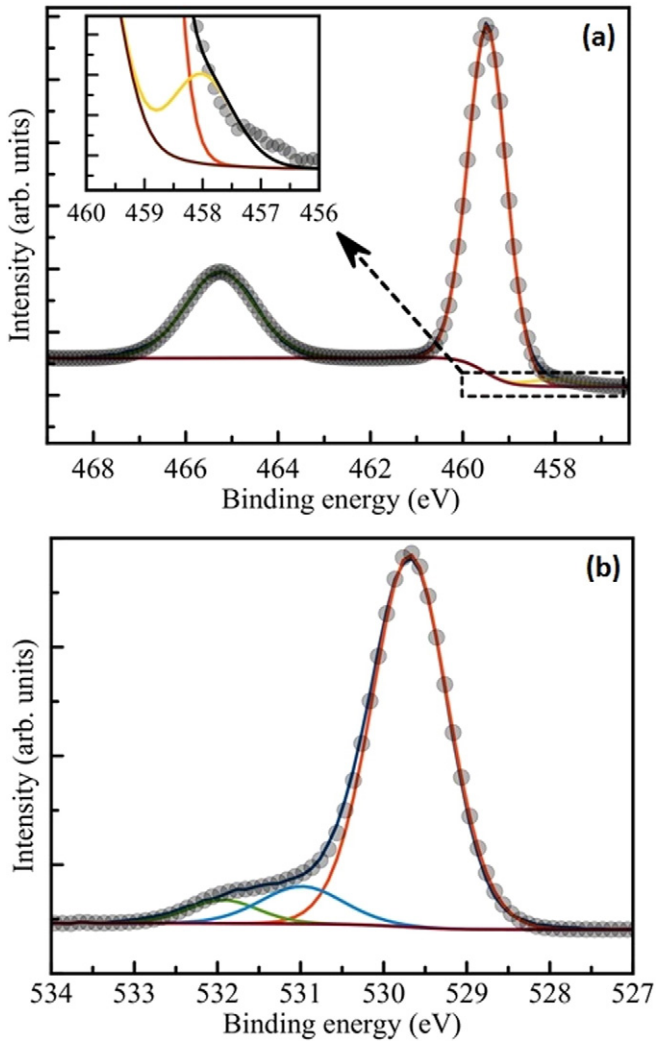 (a)
460 459 458 457 456
Intensity (arb. units)
468 466 464 462 460 458
Binding energy (eV)
(b)
Intensity (arb. units)
534 533 532 531 530 529 528 527
Binding energy (eV)